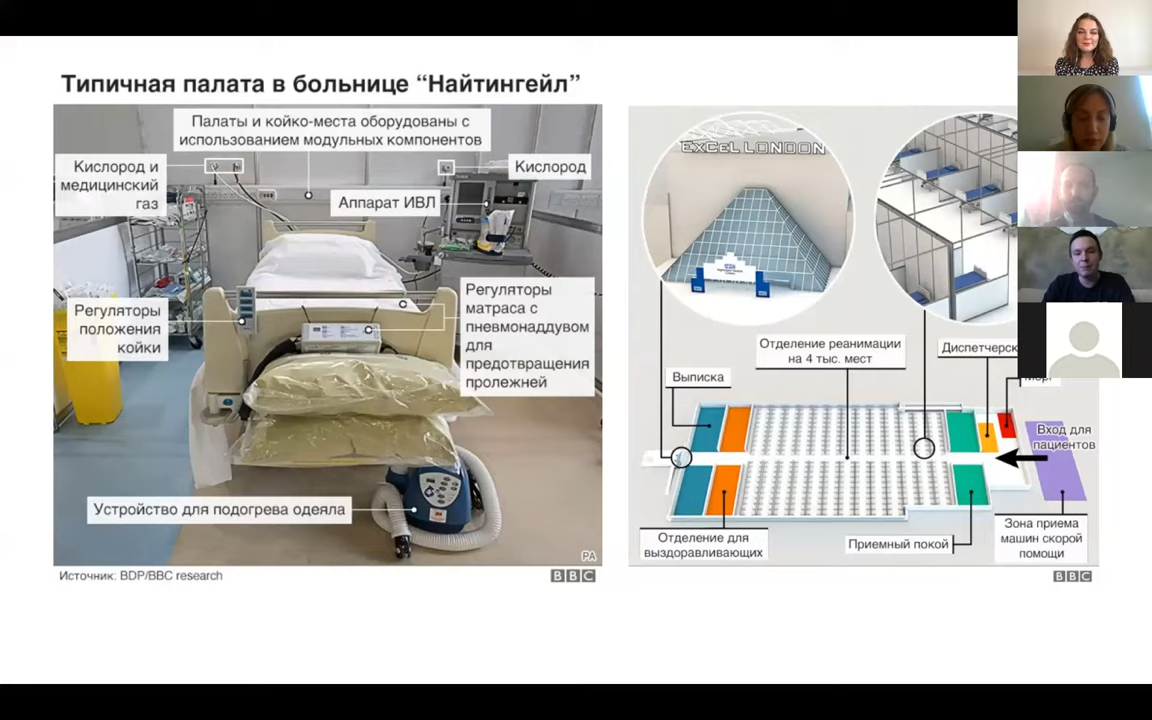 Типичная палата в больнице “Найтингейл”
Палаты и койко-места оборудованы с
использованием модульных компонентов
Кислород и
медицинский
газ
Кислород
Аппарат ИВЛ
Регуляторы
положения
койки
Регуляторы
матраса с
пневмонаддувом
для
предотвращения
пролежней
Устройство для подогрева одеяла
PA
Источник: BDP/BBC research
BBC
EXCEL LONDON
NHS
Отделение реанимации
на 4 тыс. мест
Диспетчерск
Выписка
Вход для
пациентов
Отделение для
выздоравливающих
Приемный покой
Зона приема
машин скорой
помощи
BBC